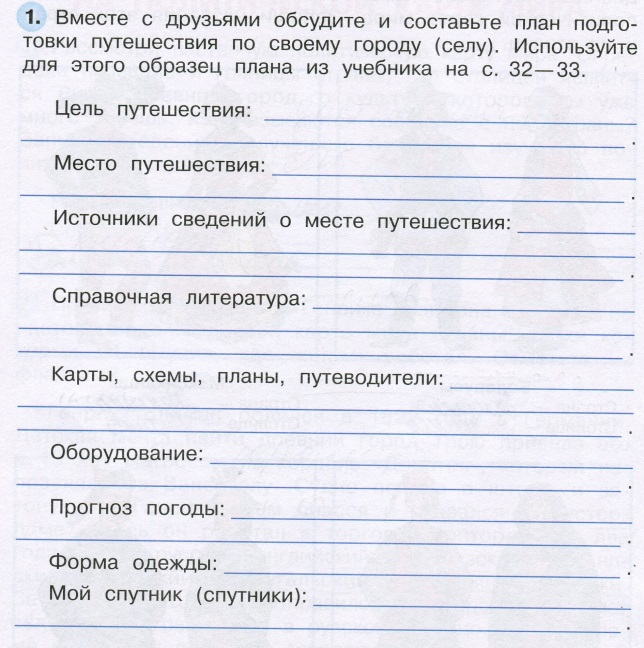 1. Вместе с друзьями обсудите и составьте план подго-
товки путешествия по своему городу (селу). Используйте
для этого образец плана из учебника на с. 32—33.
Цель путешествия:
.
Место путешествия:
.
Источники сведений о месте путешествия:
.
Справочная литература:
.
Карты, схемы, планы, путеводители:
.
Оборудование:
.
Прогноз погоды:
.
Форма одежды:
.
Мой спутник (спутники):
.